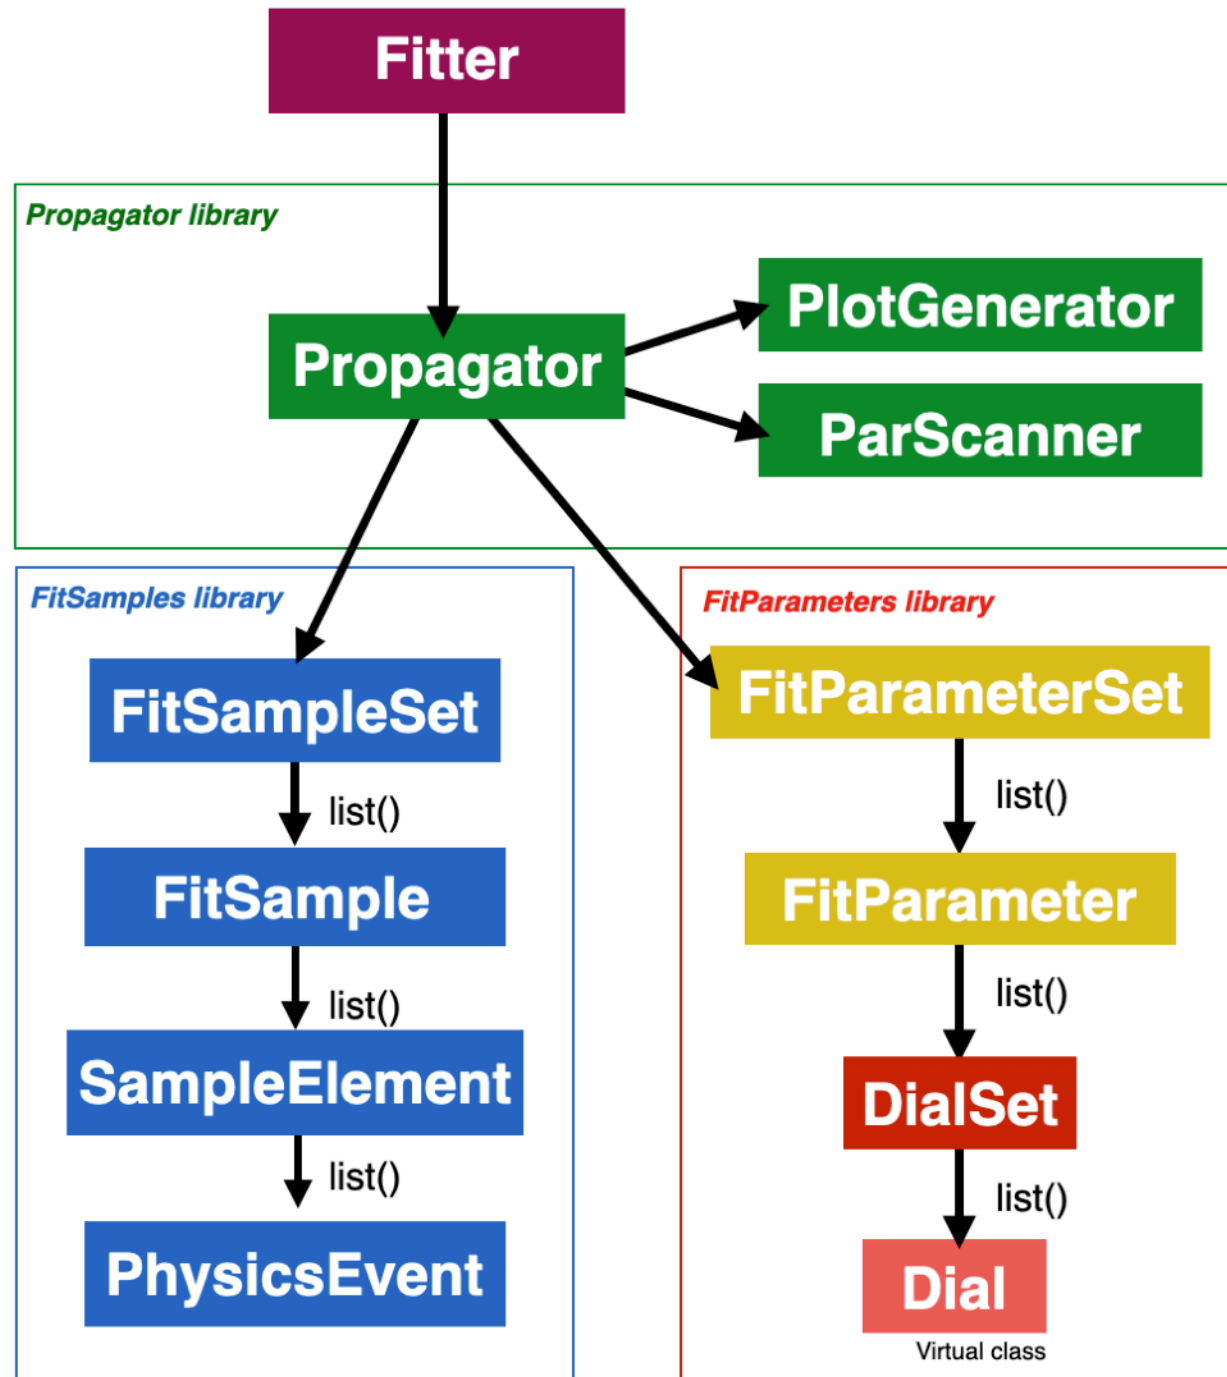 Fitter
Propagator library
PlotGenerator
Propagator
ParScanner
FitSamples library
FitSampleSet
list()
FitSample
list()
SampleElement
list()
PhysicsEvent
FitParameters library
FitParameterSet
list()
FitParameter
list()
DialSet
list()
Dial
Virtual class